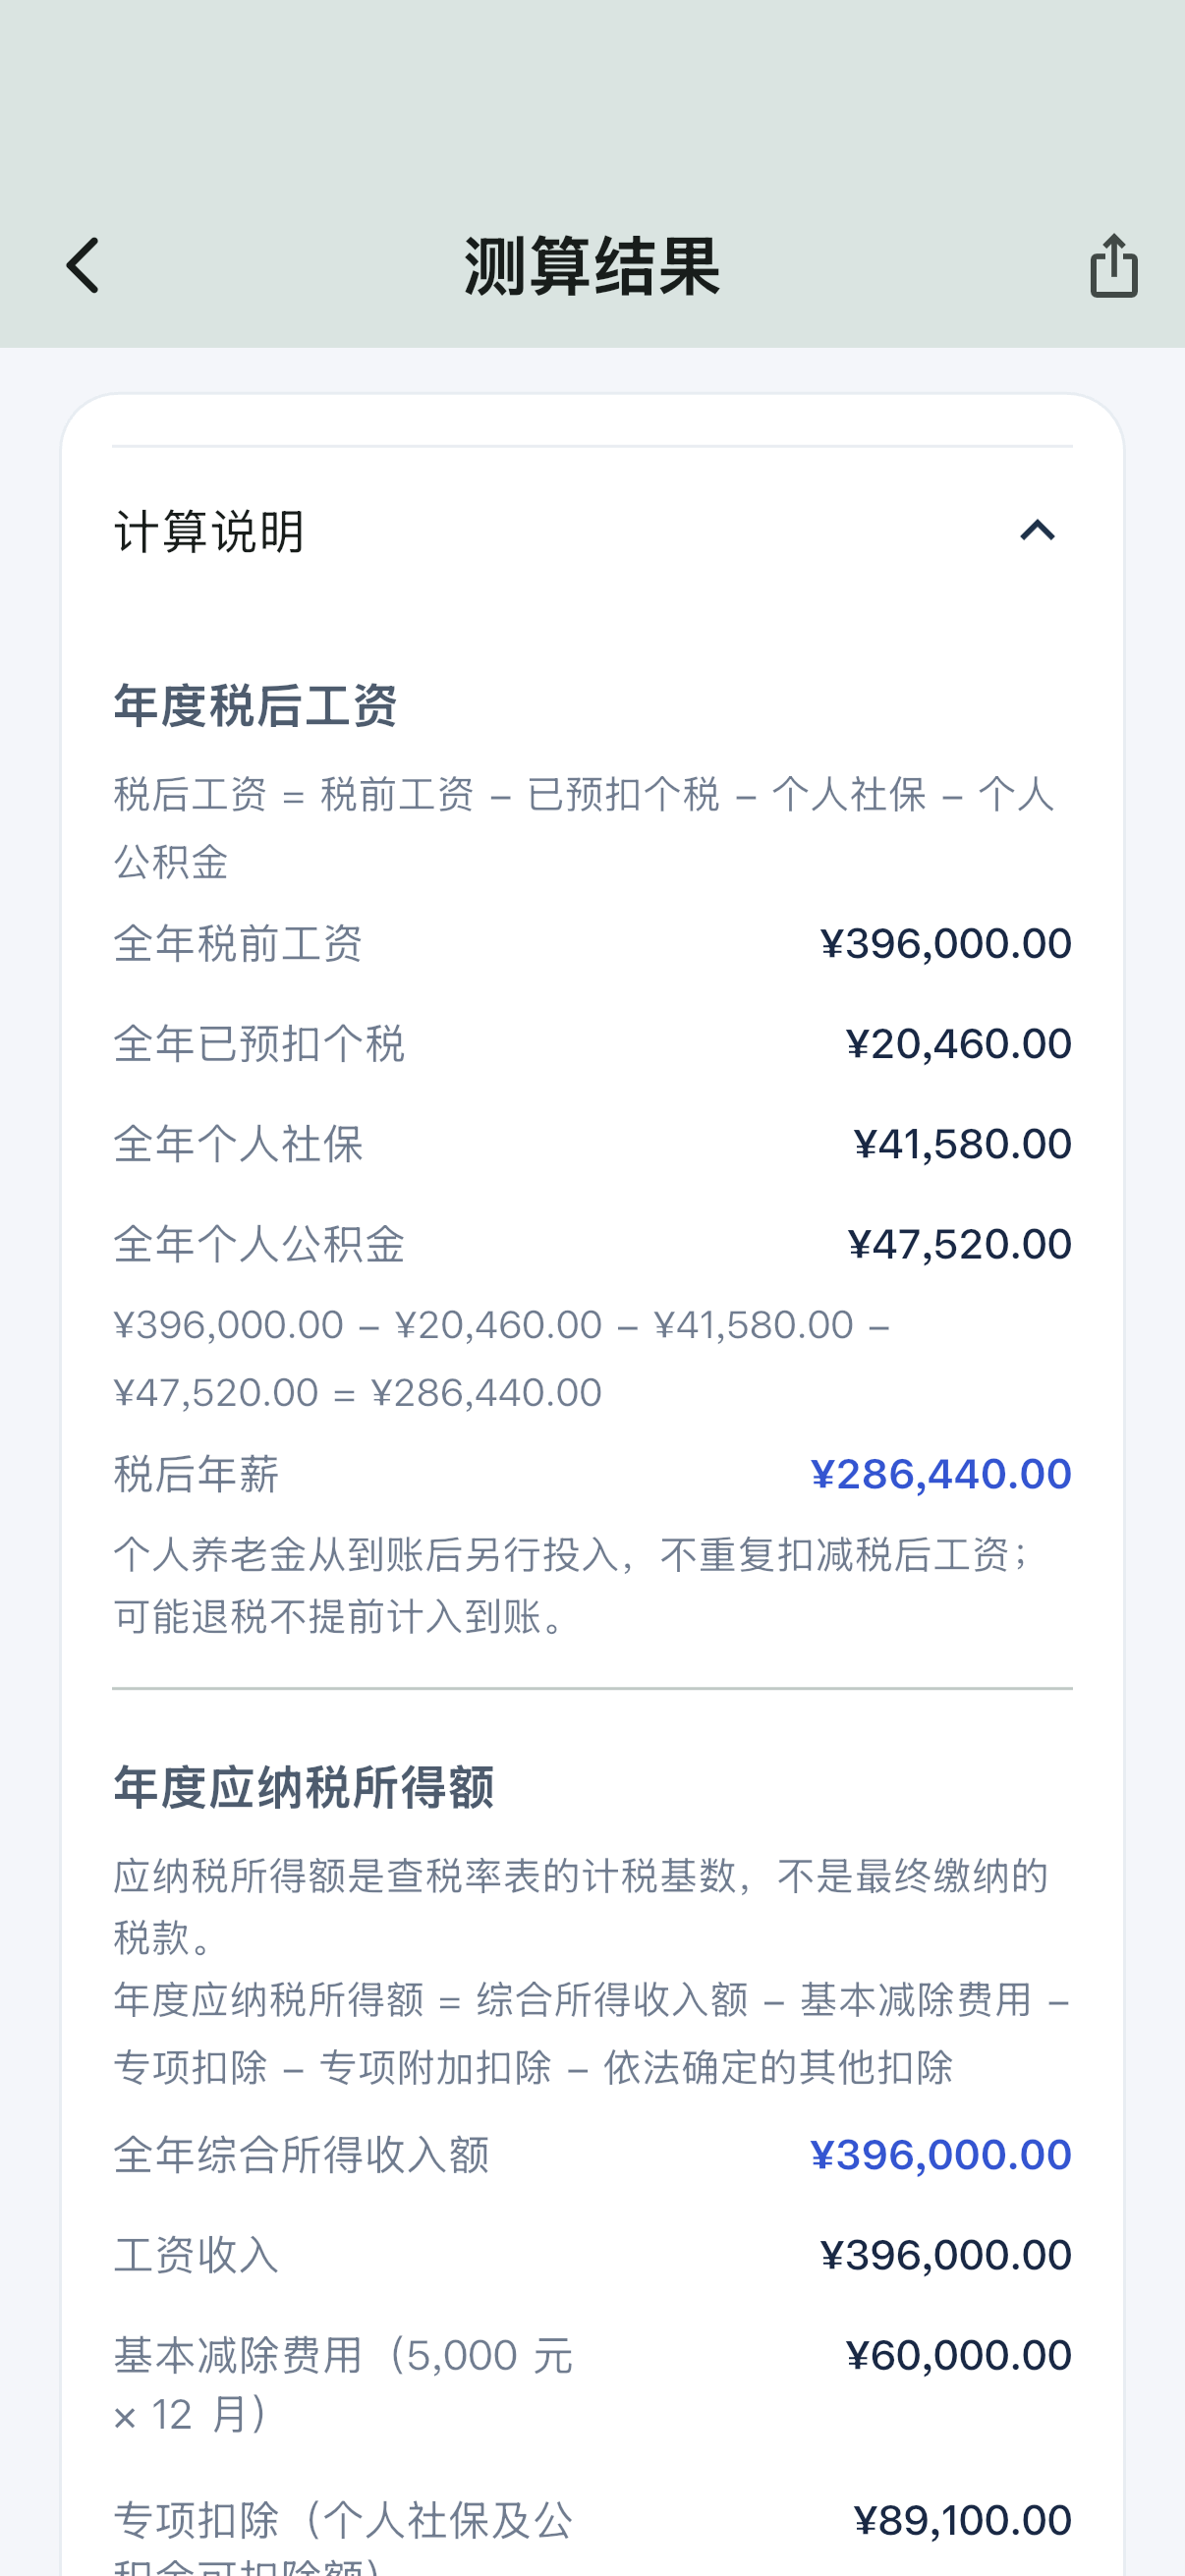 测算结果
计算说明
年度税后工资
税后工资 = 税前工资 − 已预扣个税 − 个人社保 − 个人
公积金
全年税前工资 ¥396,000.00
全年已预扣个税 ¥20,460.00
全年个人社保 ¥41,580.00
全年个人公积金 ¥47,520.00
¥396,000.00 − ¥20,460.00 − ¥41,580.00 −
¥47,520.00 = ¥286,440.00
税后年薪 ¥286,440.00
个人养老金从到账后另行投入，不重复扣减税后工资；
可能退税不提前计入到账。
年度应纳税所得额
应纳税所得额是查税率表的计税基数，不是最终缴纳的
税款。
年度应纳税所得额 = 综合所得收入额 − 基本减除费用 −
专项扣除 − 专项附加扣除 − 依法确定的其他扣除
全年综合所得收入额 ¥396,000.00
工资收入 ¥396,000.00
基本减除费用（5,000 元 ¥60,000.00
× 12 月）
专项扣除（个人社保及公 ¥89,100.00
积金可扣除额）